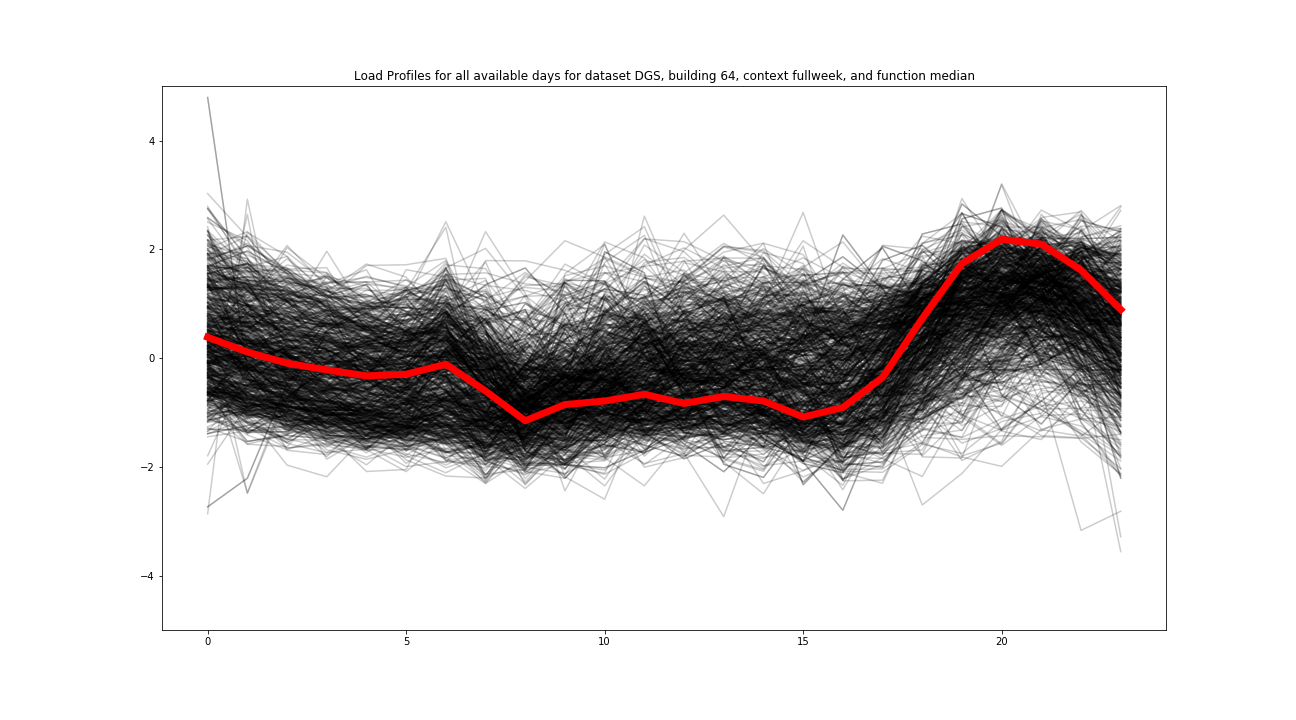 Load Profiles for all available days for dataset DGS, building 64, context fullweek, and function median
4
2
0
−2
−4
0 5 10 15 20